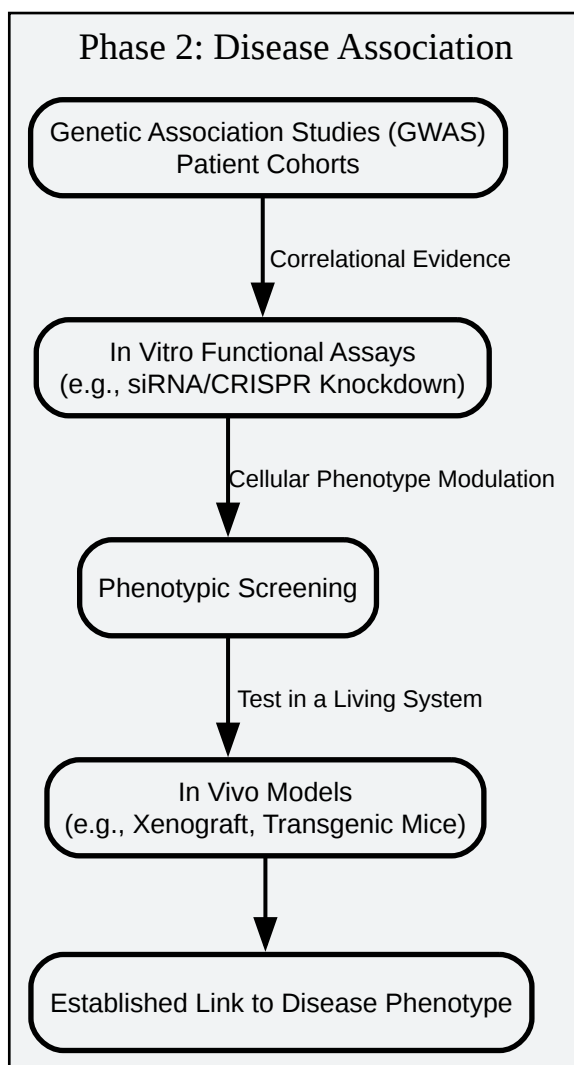 Phase 2: Disease Association
Genetic Association Studies (GWAS)
Patient Cohorts
Correlational Evidence
In Vitro Functional Assays
(e.g., siRNA/CRISPR Knockdown)
Cellular Phenotype Modulation
Phenotypic Screening
Test in a Living System
In Vivo Models
(e.g., Xenograft, Transgenic Mice)
Established Link to Disease Phenotype